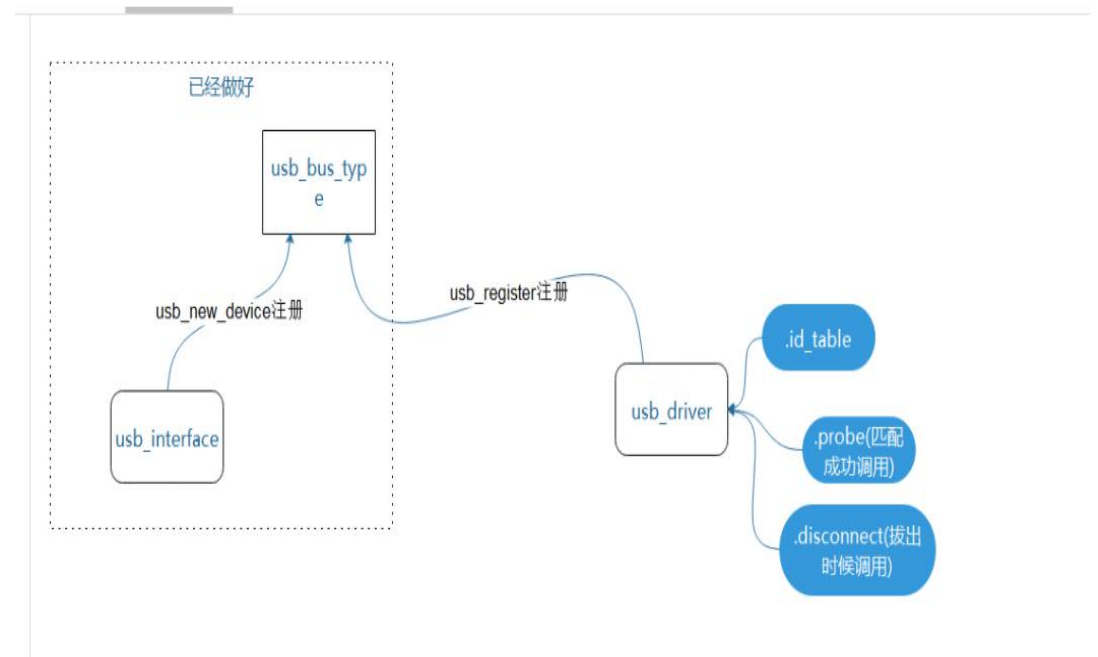 已经做好
usb_bus_typ
e
usb_new_device注册
usb_register注册
usb_interface
usb_driver
.id_table
.probe(匹配
成功调用)
.disconnect(拔出
时候调用)